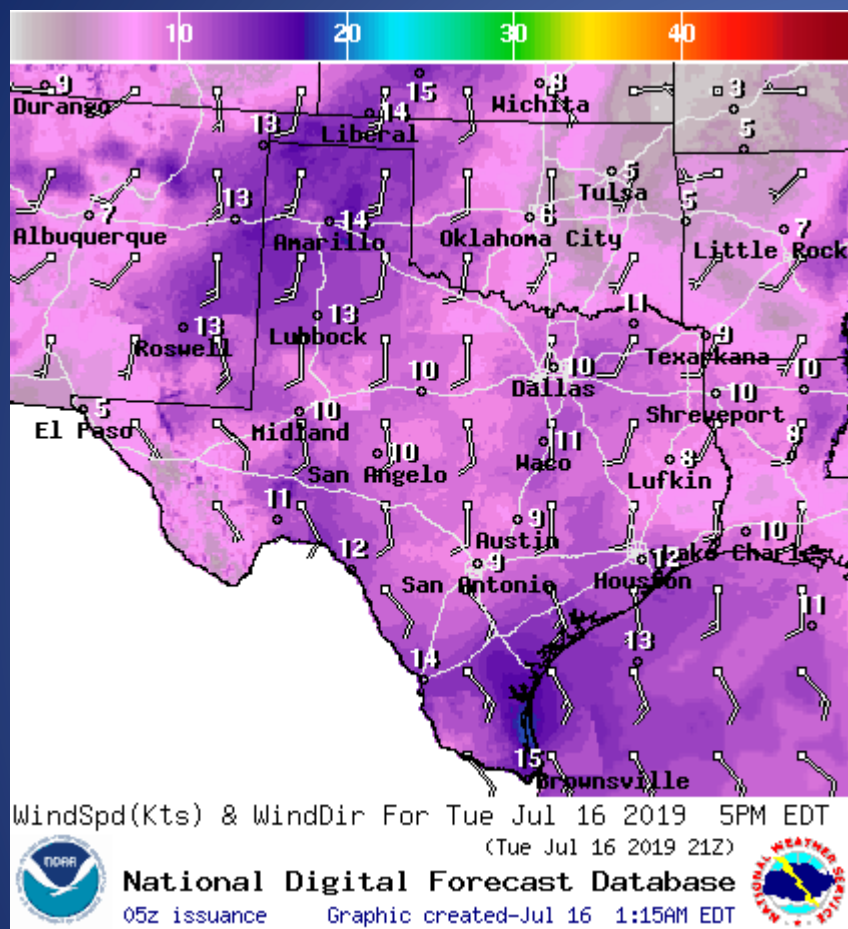 10 20 30 40
9 15 8 3
Durango 14 Wichita
13 Liberal 5
5
13 Tulsa 5
7 14 6 7
Albuquerque Amarillo Oklahoma City Little Rock
13 13 11 9
Roswell Lubbock Texarkana
10 10 10
Dallas 10
5 10 Shreveport
El Paso Midland 11 9
10 Waco 8
San Angelo Lufkin
11 9 10
Austin Lake Charles
12 9 12
San Antonio Houston
11
14 13
15
Brownsville
WindSpd(Kts) & WindDir For Tue Jul 16 2019 5PM EDT
(Tue Jul 16 2019 21Z)
NOAA
National Digital Forecast Database
05z issuance Graphic created-Jul 16 1:15AM EDT
NATIONAL WEATHER SERVICE